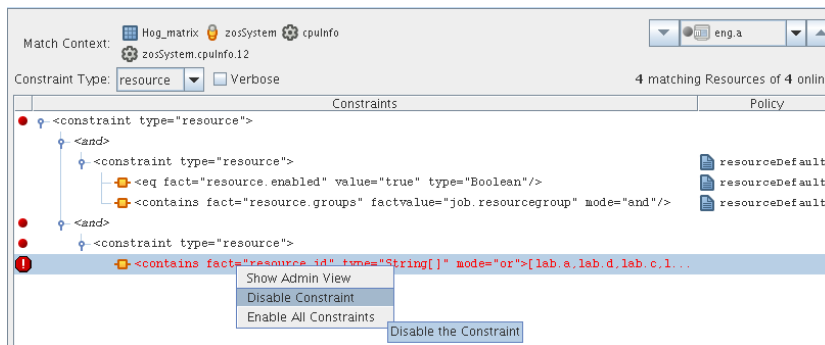 Match Context: Hog_matrix zosSystem cpuInfo
zosSystem.cpuInfo.12
eng.a
Constraint Type: resource Verbose
4 matching Resources of 4 onlin
Constraints Policy
<constraint type="resource">
<and>
<constraint type="resource"> resourceDefault
<eq fact="resource.enabled" value="true" type="Boolean"/> resourceDefault
<contains fact="resource.groups" factvalue="job.resourcegroup" mode="and"/> resourceDefault
<and>
<constraint type="resource">
<contains fact="resource.id" type="String[]" mode="or">[lab.a,lab.d,lab.c,l...
Show Admin View
Disable Constraint
Enable All Constraints
Disable the Constraint